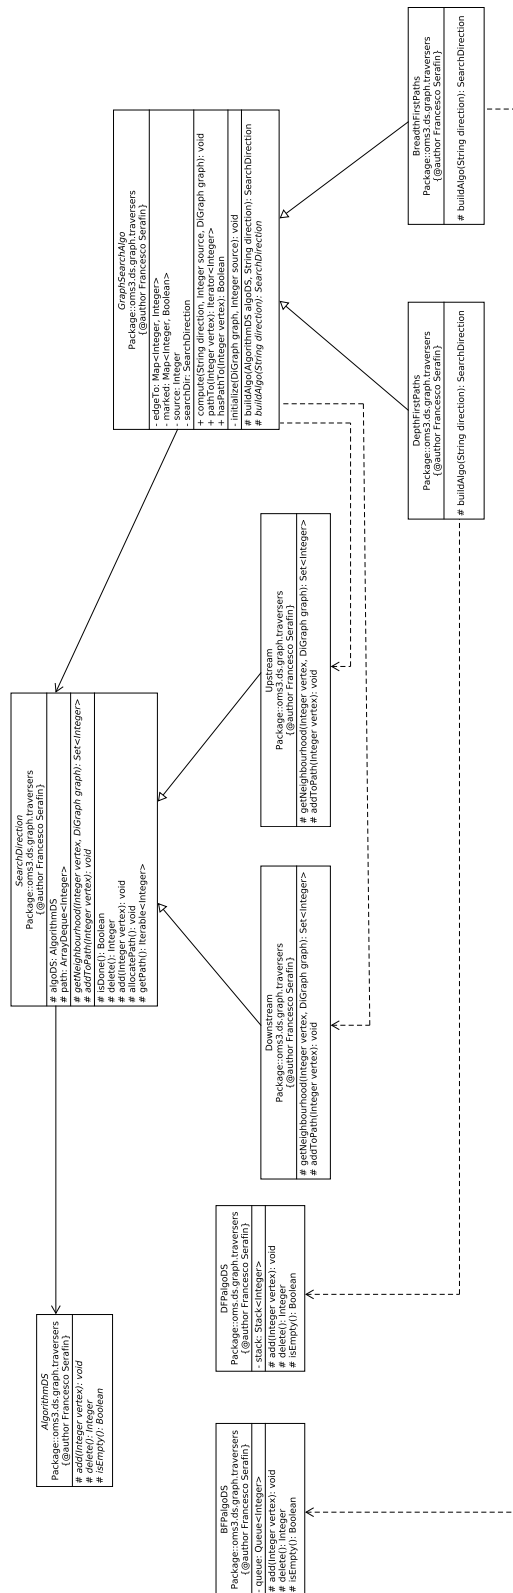 GraphSearchAlgo
Package::oms3.ds.graph.traversers
{@author Francesco Serafin}
- edgeTo: Map<Integer, Integer>
- marked: Map<Integer, Boolean>
- source: Integer
- searchDir: SearchDirection
+ compute(String direction, Integer source, DiGraph graph): void
+ pathTo(Integer vertex): Iterator<Integer>
+ hasPathTo(Integer vertex): Boolean
- initialize(DiGraph graph, Integer source): void
# buildAlgo(AlgorithmDS algoDS, String direction): SearchDirection
# buildAlgo(String direction): SearchDirection
BreadthFirstPaths
Package::oms3.ds.graph.traversers
{@author Francesco Serafin}
# buildAlgo(String direction): SearchDirection
DepthFirstPaths
Package::oms3.ds.graph.traversers
{@author Francesco Serafin}
# buildAlgo(String direction): SearchDirection
SearchDirection
Package::oms3.ds.graph.traversers
{@author Francesco Serafin}
# algoDS: AlgorithmDS
# path: ArrayDeque<Integer>
# getNeighbourhood(Integer vertex, DiGraph graph): Set<Integer>
# addToPath(Integer vertex): void
# isDone(): Boolean
# delete(): Integer
# add(Integer vertex): void
# allocatePath(): void
# getPath(): Iterable<Integer>
Upstream
Package::oms3.ds.graph.traversers
{@author Francesco Serafin}
# getNeighbourhood(Integer vertex, DiGraph graph): Set<Integer>
# addToPath(Integer vertex): void
Downstream
Package::oms3.ds.graph.traversers
{@author Francesco Serafin}
# getNeighbourhood(Integer vertex, DiGraph graph): Set<Integer>
# addToPath(Integer vertex): void
AlgorithmDS
Package::oms3.ds.graph.traversers
{@author Francesco Serafin}
# add(Integer vertex): void
# delete(): Integer
# isEmpty(): Boolean
DFPalgoDS
Package::oms.ds.graph.traversers
{@author Francesco Serafin}
- stack: Stack<Integer>
# add(Integer vertex): void
# delete(): Integer
# isEmpty(): Boolean
BFPalgoDS
Package::oms3.ds.graph.traversers
{@author Francesco Serafin}
- queue: Queue<Integer>
# add(Integer vertex): void
# delete(): Integer
# isEmpty(): Boolean